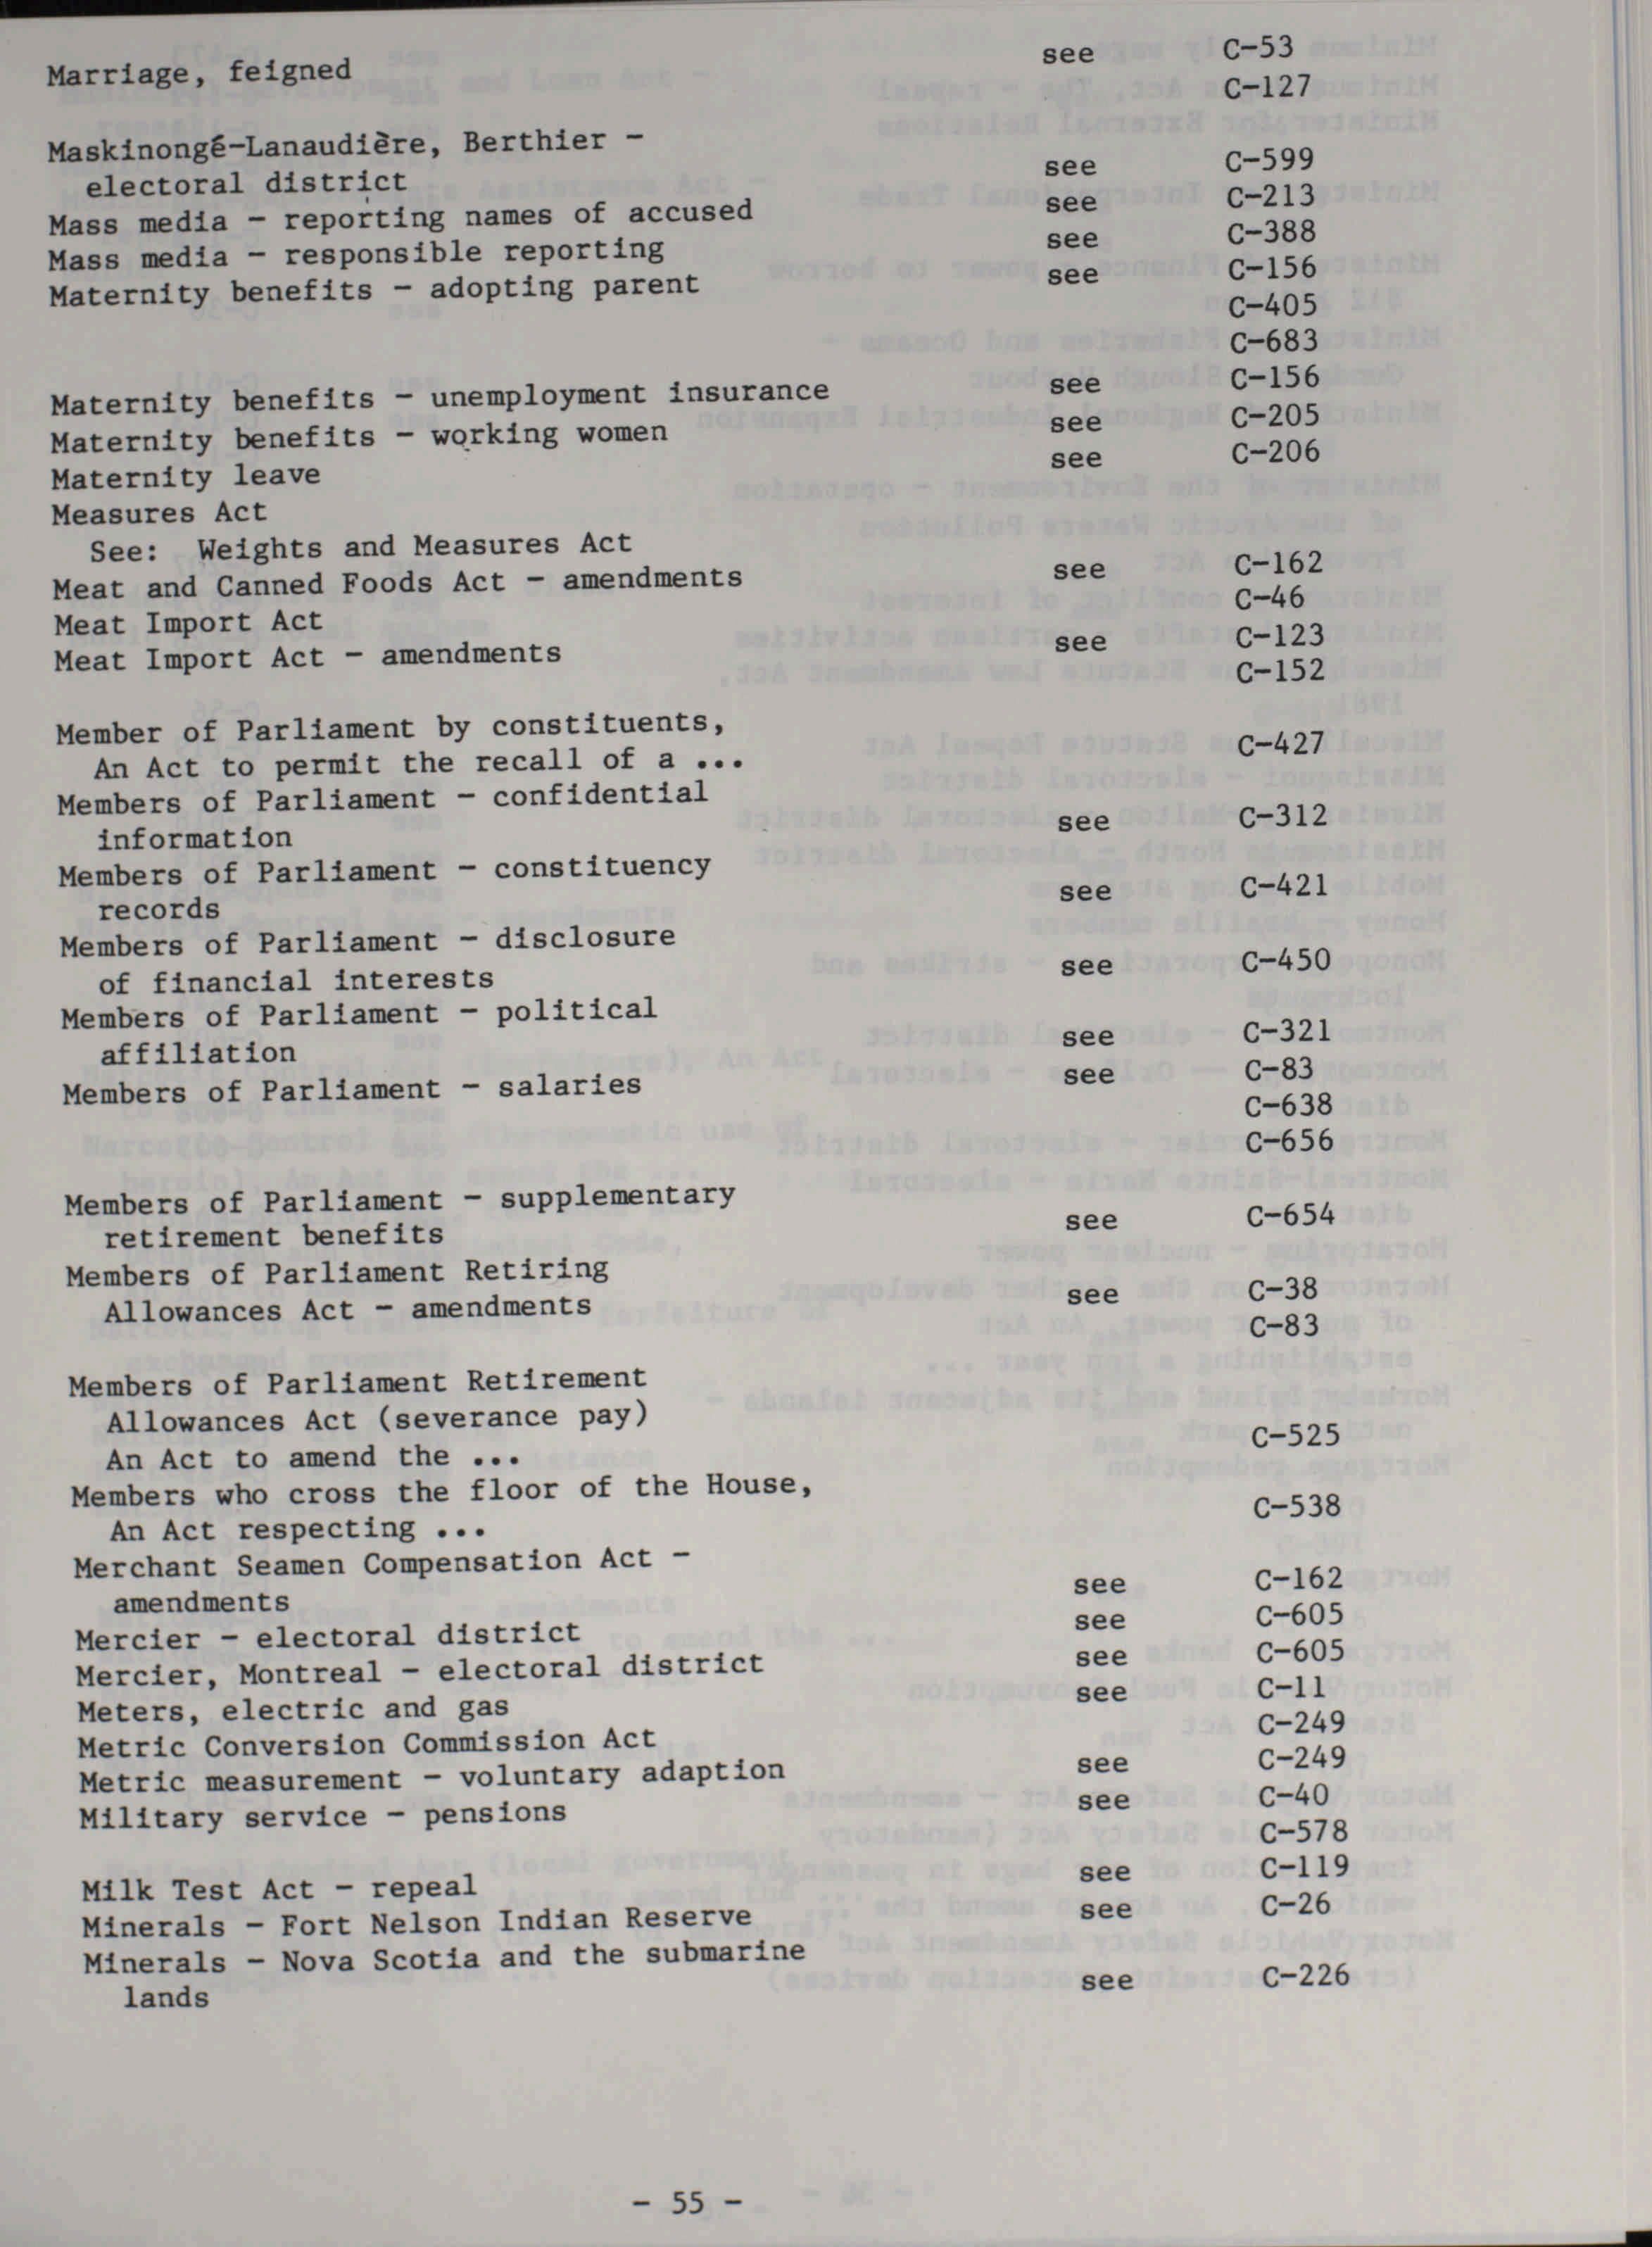 Marriage, feigned see C-53
C-127
Maskinongé-Lanaudière, Berthier -
electoral district see C-599
Mass media - reporting names of accused see C-213
Mass media - responsible reporting see C-388
Maternity benefits - adopting parent see C-156
C-405
C-683
Maternity benefits - unemployment insurance see C-156
Maternity benefits - working women see C-205
Maternity leave see C-206
Measures Act
See: Weights and Measures Act
Meat and Canned Foods Act - amendments see C-162
Meat Import Act C-46
Meat Import Act - amendments see C-123
C-152
Member of Parliament by constituents,
An Act to permit the recall of a ... C-427
Members of Parliament - confidential
information see C-312
Members of Parliament - constituency
records see C-421
Members of Parliament - disclosure
of financial interests see C-450
Members of Parliament - political
affiliation see C-321
Members of Parliament - salaries see C-83
C-638
C-656
Members of Parliament - supplementary
retirement benefits see C-654
Members of Parliament Retiring
Allowances Act - amendments see C-38
C-83
Members of Parliament Retirement
Allowances Act (severance pay)
An Act to amend the ... C-525
Members who cross the floor of the House,
An Act respecting ... C-538
Merchant Seamen Compensation Act -
amendments see C-162
Mercier - electoral district see C-605
Mercier, Montreal - electoral district see C-605
Meters, electric and gas see C-11
Metric Conversion Commission Act C-249
Metric measurement - voluntary adaption see C-249
Military service - pensions see C-40
C-578
Milk Test Act - repeal see C-119
Minerals - Fort Nelson Indian Reserve see C-26
Minerals - Nova Scotia and the submarine
lands see C-226
- 55 -